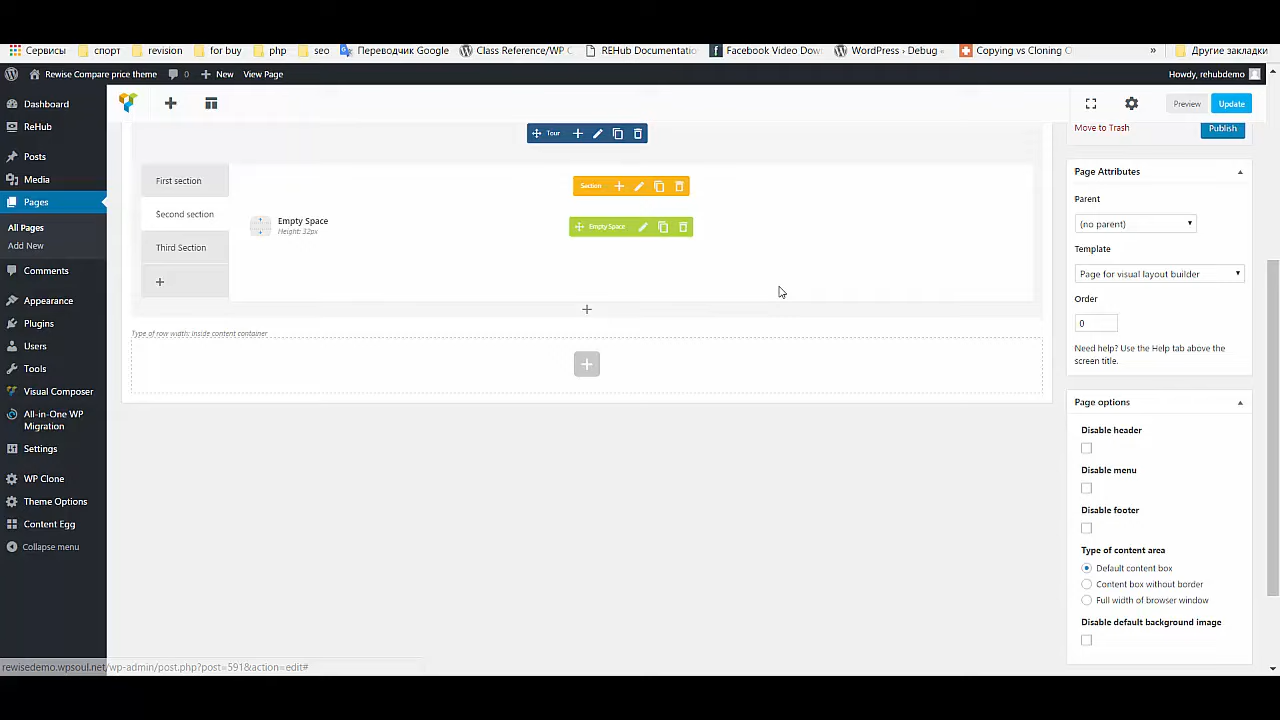 Сервисы спорт revision for buy php seo Переводчик Google Class Reference/WP C REHub Documentatio Facebook Video Dow WordPress › Debug « Copying vs Cloning C » Другие закладки
Rewise Compare price theme 0 New View Page Howdy, rehubdemo
Dashboard
ReHub
Posts
Media
Pages
All Pages
Add New
Comments
Appearance
Plugins
Users
Tools
Visual Composer
All-in-One WP
Migration
Settings
WP Clone
Theme Options
Content Egg
Collapse menu
Preview Update
Tour
First section
Second section
Third Section
Section
Empty Space
Height: 32px
Empty Space
Type of row width: Inside content container
Move to Trash Publish
Page Attributes
Parent
(no parent)
Template
Page for visual layout builder
Order
0
Need help? Use the Help tab above the
screen title.
Page options
Disable header
Disable menu
Disable footer
Type of content area
Default content box
Content box without border
Full width of browser window
Disable default background image
rewisedemo.wpsoul.net/wp-admin/post.php?post=591&action=edit#